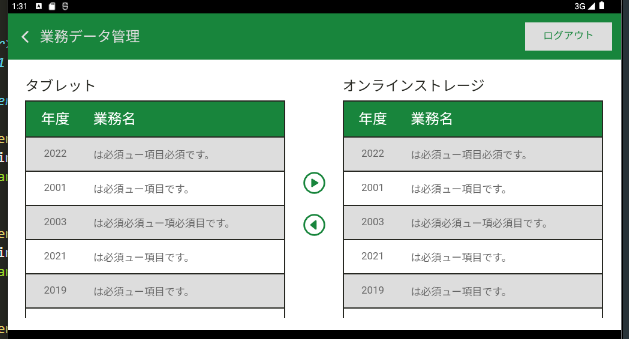 1:31
3G
業務データ管理
ログアウト
タブレット
年度 業務名
2022 は必須ュー項目必須です。
2001 は必須ュー項目です。
2003 は必須必須ュー項必須目です。
2021 は必須ュー項目です。
2019 は必須ュー項目です。
オンラインストレージ
年度 業務名
2022 は必須ュー項目必須です。
2001 は必須ュー項目です。
2003 は必須必須ュー項必須目です。
2021 は必須ュー項目です。
2019 は必須ュー項目です。